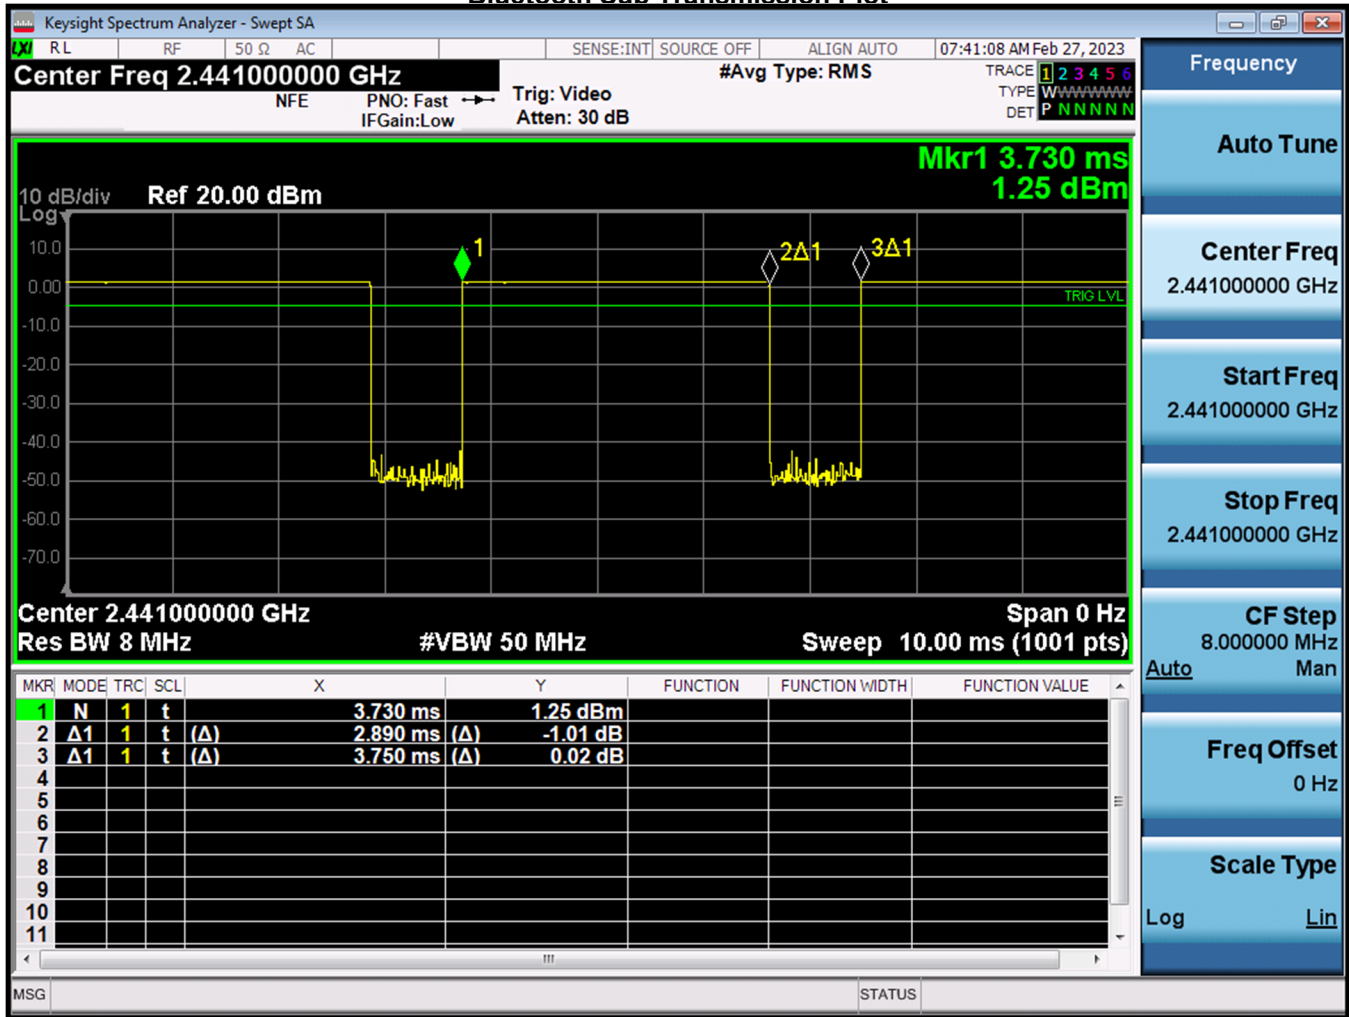 Bluetooth Sub Transmission Plot
Keysight Spectrum Analyzer - Swept SA
LXI RL RF 50 Ω AC SENSE:INT SOURCE OFF ALIGN AUTO 07:41:08 AM Feb 27, 2023
Center Freq 2.441000000 GHz
NFE
PNO: Fast
IFGain:Low
Trig: Video
Atten: 30 dB
#Avg Type: RMS
TRACE 1 2 3 4 5 6
TYPE WWWWWWW
DET P N N N N N
Mkr1 3.730 ms
1.25 dBm
10 dB/div Ref 20.00 dBm
Log
10.0
0.00
-10.0
-20.0
-30.0
-40.0
-50.0
-60.0
-70.0
1
2Δ1
3Δ1
TRIG LVL
Center 2.441000000 GHz Span 0 Hz
Res BW 8 MHz #VBW 50 MHz Sweep 10.00 ms (1001 pts)
MKR MODE TRC SCL X Y FUNCTION FUNCTION WIDTH FUNCTION VALUE
1 N 1 t 3.730 ms 1.25 dBm
2 Δ1 1 t (Δ) 2.890 ms (Δ) -1.01 dB
3 Δ1 1 t (Δ) 3.750 ms (Δ) 0.02 dB
4
5
6
7
8
9
10
11
MSG STATUS
Frequency
Auto Tune
Center Freq
2.441000000 GHz
Start Freq
2.441000000 GHz
Stop Freq
2.441000000 GHz
CF Step
8.000000 MHz
Auto Man
Freq Offset
0 Hz
Scale Type
Log Lin